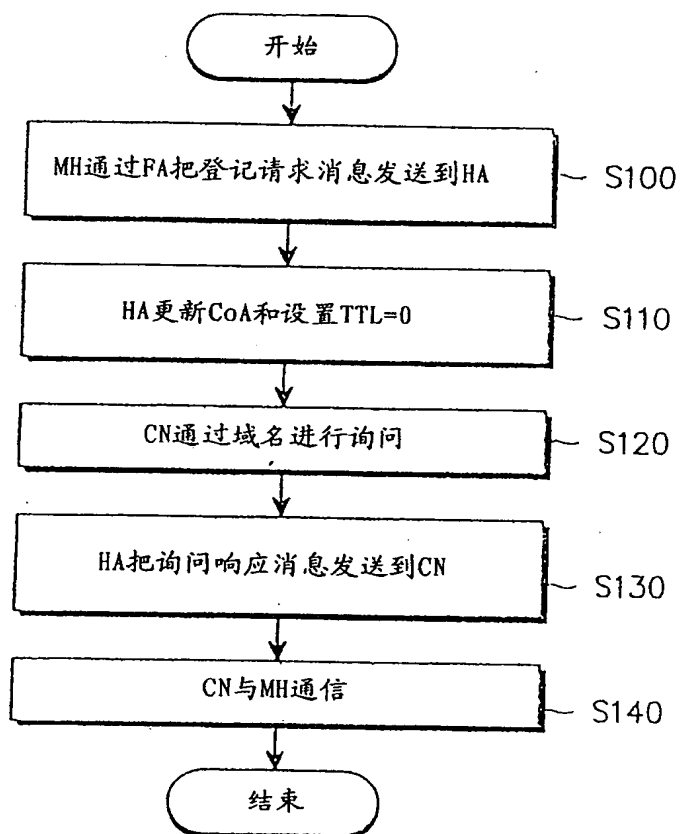 开始
MH通过FA把登记请求消息发送到HA
S100
HA更新CoA和设置TTL=0
S110
CN通过域名进行询问
S120
HA把询问响应消息发送到CN
S130
CN与MH通信
S140
结束